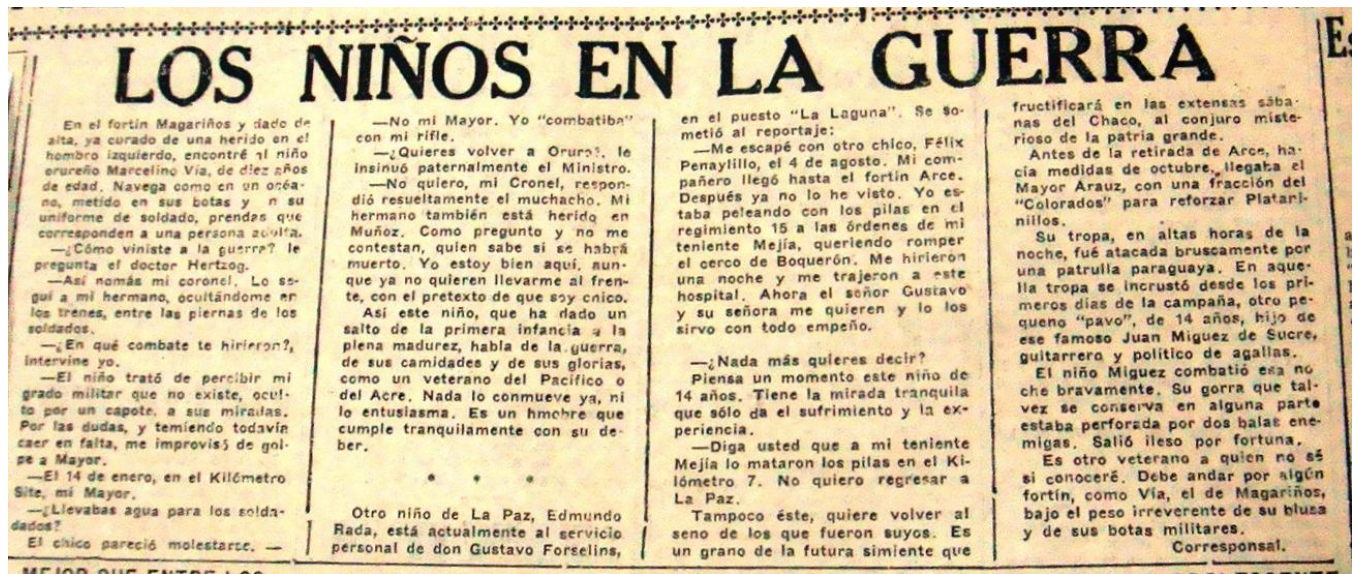 LOS NIÑOS EN LA GUERRA
En el fortín Magariños y dado de
alta, ya curado de una herido en el
hombro izquierdo, encontré al niño
orureño Marcelino Vía, de diez años
de edad. Navega como en un océa-
no, metido en sus botas y n su
uniforme de soldado, prendas que
corresponden a una persona adulta.
—¿Cómo viniste a la guerra? le
pregunta el doctor Hertzog.
—Así nomás mi coronel. Lo se-
guí a mi hermano, ocultándome en
los trenes, entre las piernas de los
soldados.
—¿En qué combate te hirieron?,
intervine yo.
—El niño trató de percibir mi
grado militar que no existe, ocul-
to por un capote, a sus miradas.
Por las dudas, y temiendo todavía
caer en falta, me improvisó de gol-
pe a Mayor.
—El 14 de enero, en el Kilómetro
Site, mi Mayor.
—¿Llevabas agua para los solda-
dados?
El chico pareció molestarse. —
—No mi Mayor. Yo "combatiba"
con mi rifle.
—¿Quieres volver a Oruro?, le
insinuó paternalmente el Ministro.
—No quiero, mi Cronel, respon-
dió resueltamente el muchacho. Mi
hermano también está herido en
Muñoz. Como pregunto y no me
contestan, quien sabe si se habrá
muerto. Yo estoy bien aquí, aun-
que ya no quieren llevarme al fren-
te, con el pretexto de que soy chico.
Así este niño, que ha dado un
salto de la primera infancia a la
plena madurez, habla de la guerra,
de sus camidades y de sus glorias,
como un veterano del Pacífico o
del Acre. Nada lo conmueve ya, ni
lo entusiasma. Es un hmobre que
cumple tranquilamente con su de-
ber.
* * *
Otro niño de La Paz, Edmundo
Rada, está actualmente al servicio
personal de don Gustavo Forselins,
en el puesto "La Laguna". Se so-
metió al reportaje:
—Me escapé con otro chico, Félix
Penaylillo, el 4 de agosto. Mi com-
pañero llegó hasta el fortín Arce.
Después ya no lo he visto. Yo es-
taba peleando con los pilas en el
regimiento 15 a las órdenes de mi
teniente Mejía, queriendo romper
el cerco de Boquerón. Me hirieron
una noche y me trajeron a este
hospital. Ahora el señor Gustavo
y su señora me quieren y lo los
sirvo con todo empeño.
—¿Nada más quieres decir?
Piensa un momento este niño de
14 años. Tiene la mirada tranquila
que sólo da el sufrimiento y la ex-
periencia.
—Diga usted que a mi teniente
Mejía lo mataron los pilas en el Ki-
lómetro 7. No quiero regresar a
La Paz.
Tampoco éste, quiere volver al
seno de los que fueron suyos. Es
un grano de la futura simiente que
fructificará en las extensas sába-
nas del Chaco, al conjuro miste-
rioso de la patria grande.
Antes de la retirada de Arce, ha-
cía medidas de octubre, llegaba el
Mayor Arauz, con una fracción del
"Colorados" para reforzar Platari-
nillos.
Su tropa, en altas horas de la
noche, fué atacada bruscamente por
una patrulla paraguaya. En aque-
lla tropa se incrustó desde los pri-
meros días de la campaña, otro pe-
queno "pavo", de 14 años, hijo de
ese famoso Juan Miguez de Sucre,
guitarrero y político de agallas.
El niño Miguez combatió esa no
che bravamente. Su gorra que tal-
vez se conserva en alguna parte
estaba perforada por dos balas ene-
migas. Salió ileso por fortuna.
Es otro veterano a quien no sé
si conoceré. Debe andar por algún
fortín, como Vía, el de Magariños,
bajo el peso irreverente de su blusa
y de sus botas militares.
Corresponsal.